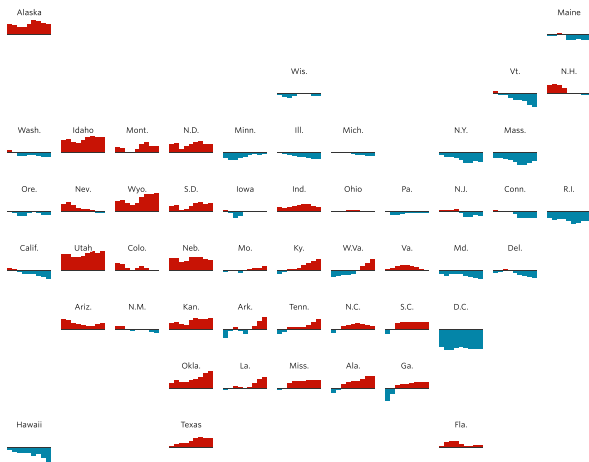 Alaska Maine
Wis. Vt. N.H.
Wash. Idaho Mont. N.D. Minn. Ill. Mich. N.Y. Mass.
Ore. Nev. Wyo. S.D. Iowa Ind. Ohio Pa. N.J. Conn. R.I.
Calif. Utah Colo. Neb. Mo. Ky. W.Va. Va. Md. Del.
Ariz. N.M. Kan. Ark. Tenn. N.C. S.C. D.C.
Okla. La. Miss. Ala. Ga.
Hawaii Texas Fla.